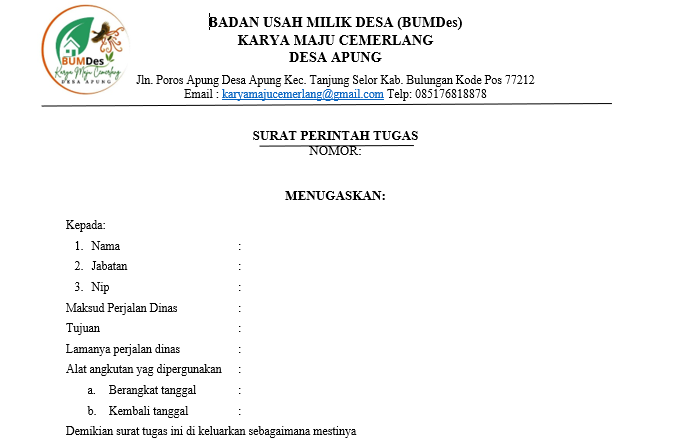 BUMDes
Karya Maju Cemerlang
DESA APUNG
BADAN USAH MILIK DESA (BUMDes)
KARYA MAJU CEMERLANG
DESA APUNG
Jln. Poros Apung Desa Apung Kec. Tanjung Selor Kab. Bulungan Kode Pos 77212
Email : karyamajucemerlang@gmail.com Telp: 085176818878
SURAT PERINTAH TUGAS
NOMOR:
MENUGASKAN:
Kepada:
1. Nama :
2. Jabatan :
3. Nip :
Maksud Perjalan Dinas :
Tujuan :
Lamanya perjalan dinas :
Alat angkutan yag dipergunakan :
a. Berangkat tanggal :
b. Kembali tanggal :
Demikian surat tugas ini di keluarkan sebagaimana mestinya